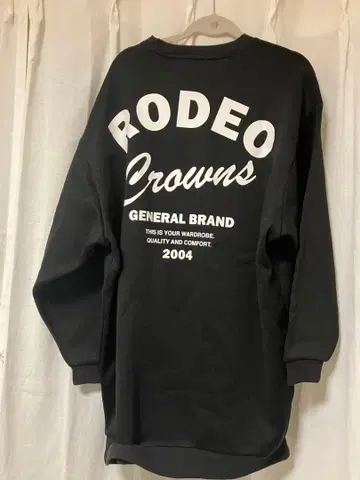 RODEO
Crowns
GENERAL BRAND
THIS IS YOUR WARDROBE.
QUALITY AND COMFORT.
2004